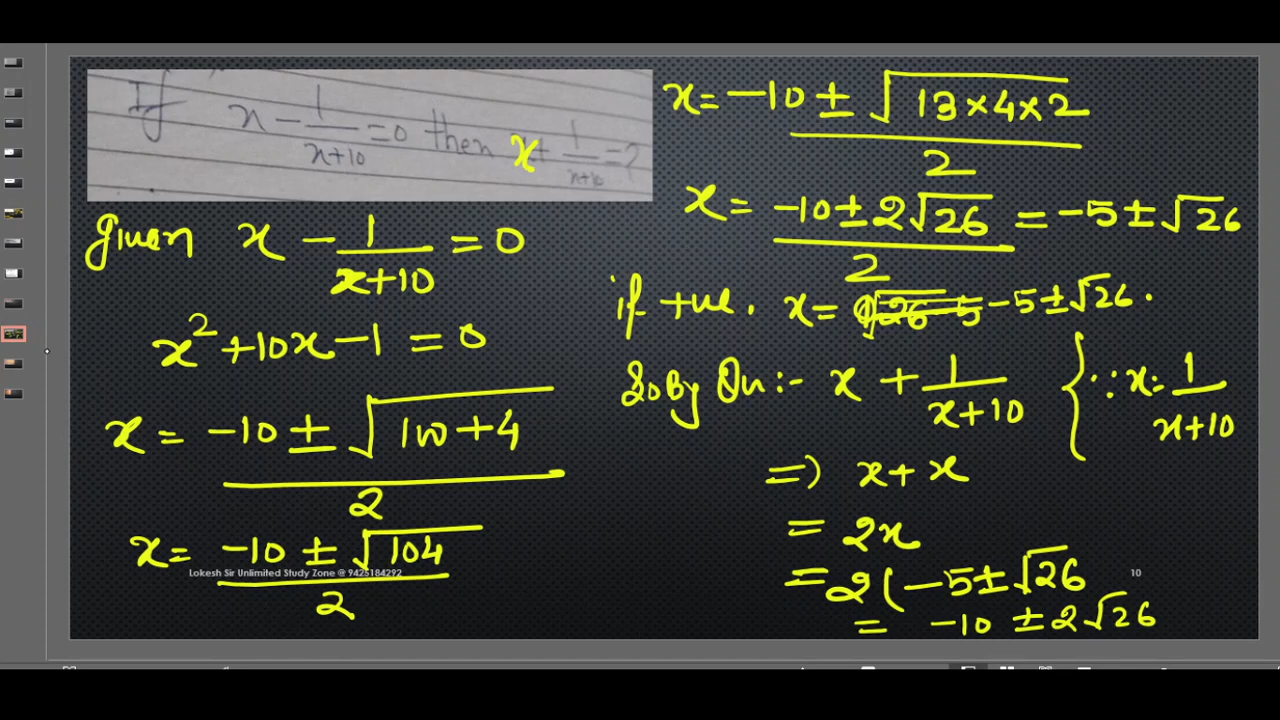 If x - 1/(x+10) = 0 then x + 1/(x+10) = ?
Given x - 1/(x+10) = 0
x² + 10x - 1 = 0
x = (-10 ± √(100 + 4))/2
x = (-10 ± √104)/2
Lokesh Sir Unlimited Study Zone @ 9425184292
x = (-10 ± √(13 × 4 × 2))/2
x = (-10 ± 2√26)/2 = -5 ± √26
if +ve. x = -5 ± √26.
So By Qn :- x + 1/(x+10) { ∵ x = 1/(x+10)
=> x + x
= 2x
= 2(-5 ± √26
= -10 ± 2√26
10